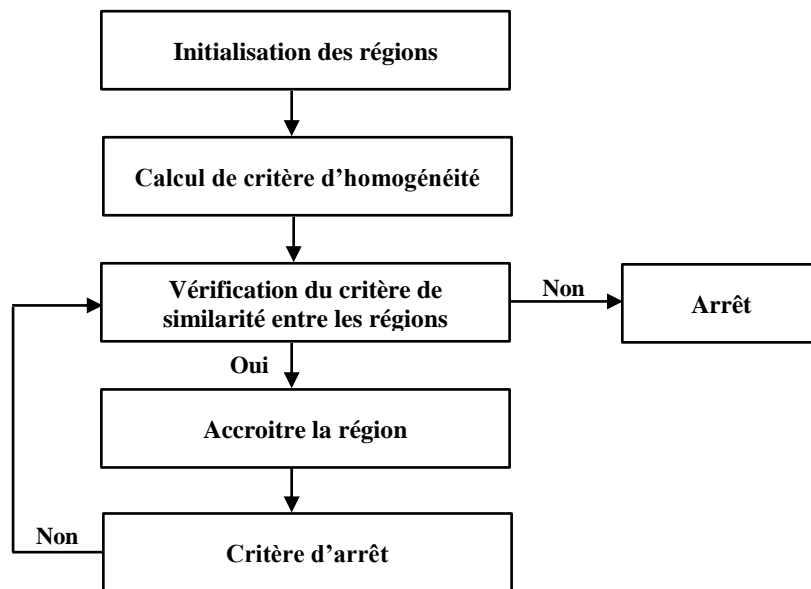 Initialisation des régions
Calcul de critère d’homogénéité
Vérification du critère de
similarité entre les régions
Non
Arrêt
Oui
Accroitre la région
Non
Critère d’arrêt